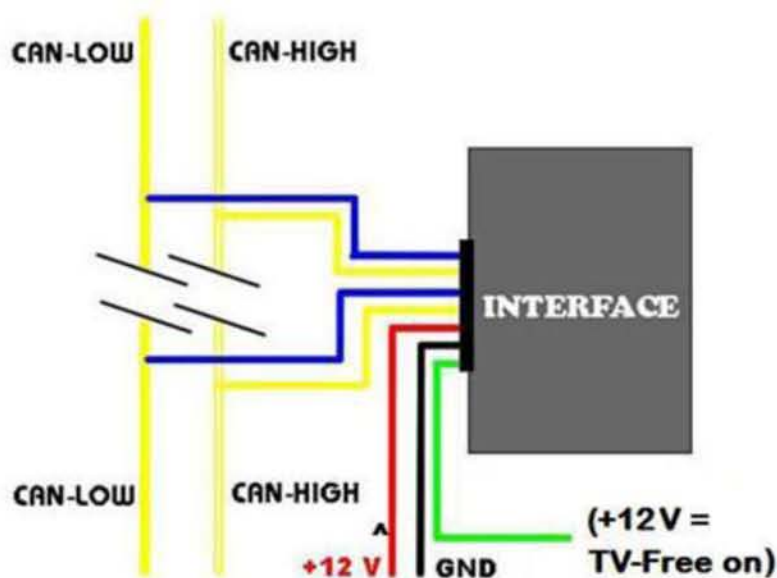 CAN-LOW CAN-HIGH
INTERFACE
CAN-LOW CAN-HIGH
(+12V =
+12 V GND TV-Free on)